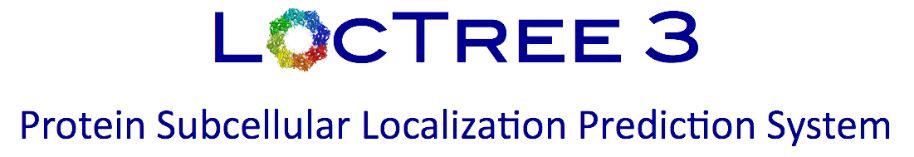 LOCTREE 3
Protein Subcellular Localization Prediction System